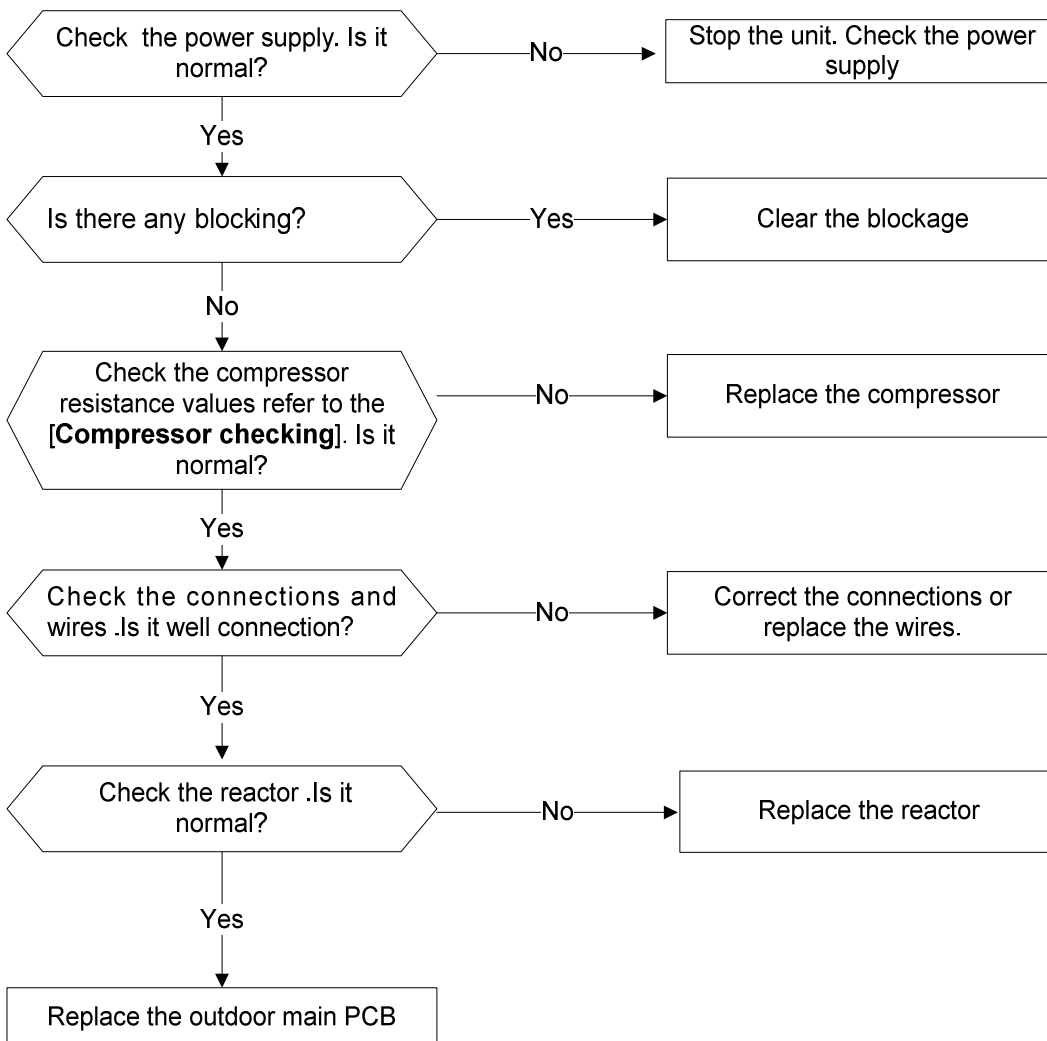 Check the power supply. Is it
normal?
No
Stop the unit. Check the power
supply
Yes
Is there any blocking?
Yes
Clear the blockage
No
Check the compressor
resistance values refer to the
[Compressor checking]. Is it
normal?
No
Replace the compressor
Yes
Check the connections and
wires .Is it well connection?
No
Correct the connections or
replace the wires.
Yes
Check the reactor .Is it
normal?
No
Replace the reactor
Yes
Replace the outdoor main PCB